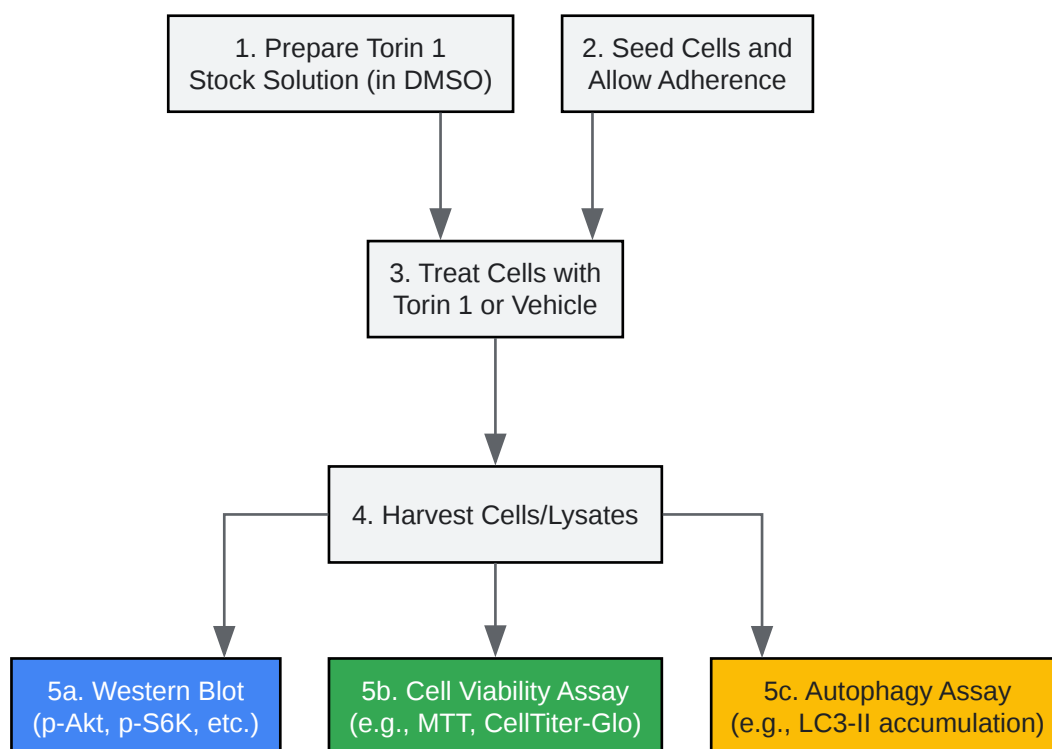 1. Prepare Torin 1
Stock Solution (in DMSO)
2. Seed Cells and
Allow Adherence
3. Treat Cells with
Torin 1 or Vehicle
4. Harvest Cells/Lysates
5a. Western Blot
(p-Akt, p-S6K, etc.)
5b. Cell Viability Assay
(e.g., MTT, CellTiter-Glo)
5c. Autophagy Assay
(e.g., LC3-II accumulation)